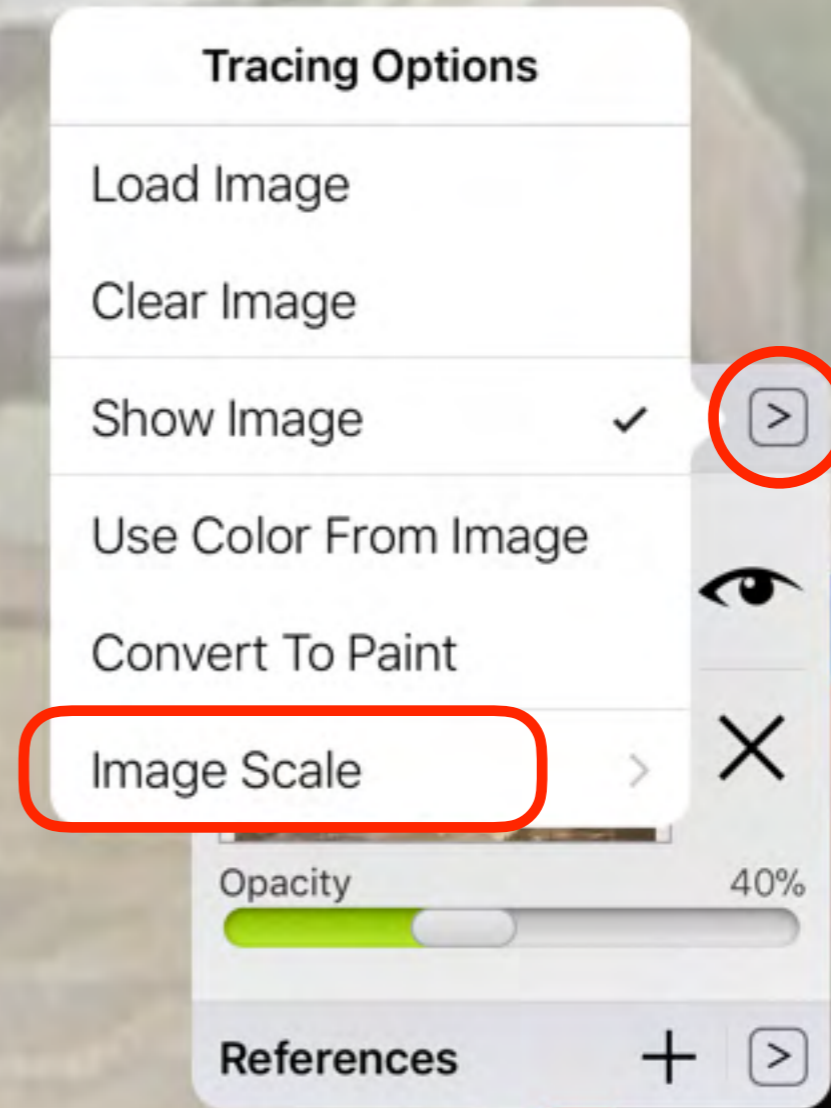 Tracing Options
Load Image
Clear Image
Show Image
Use Color From Image
Convert To Paint
Image Scale
Opacity 40%
References